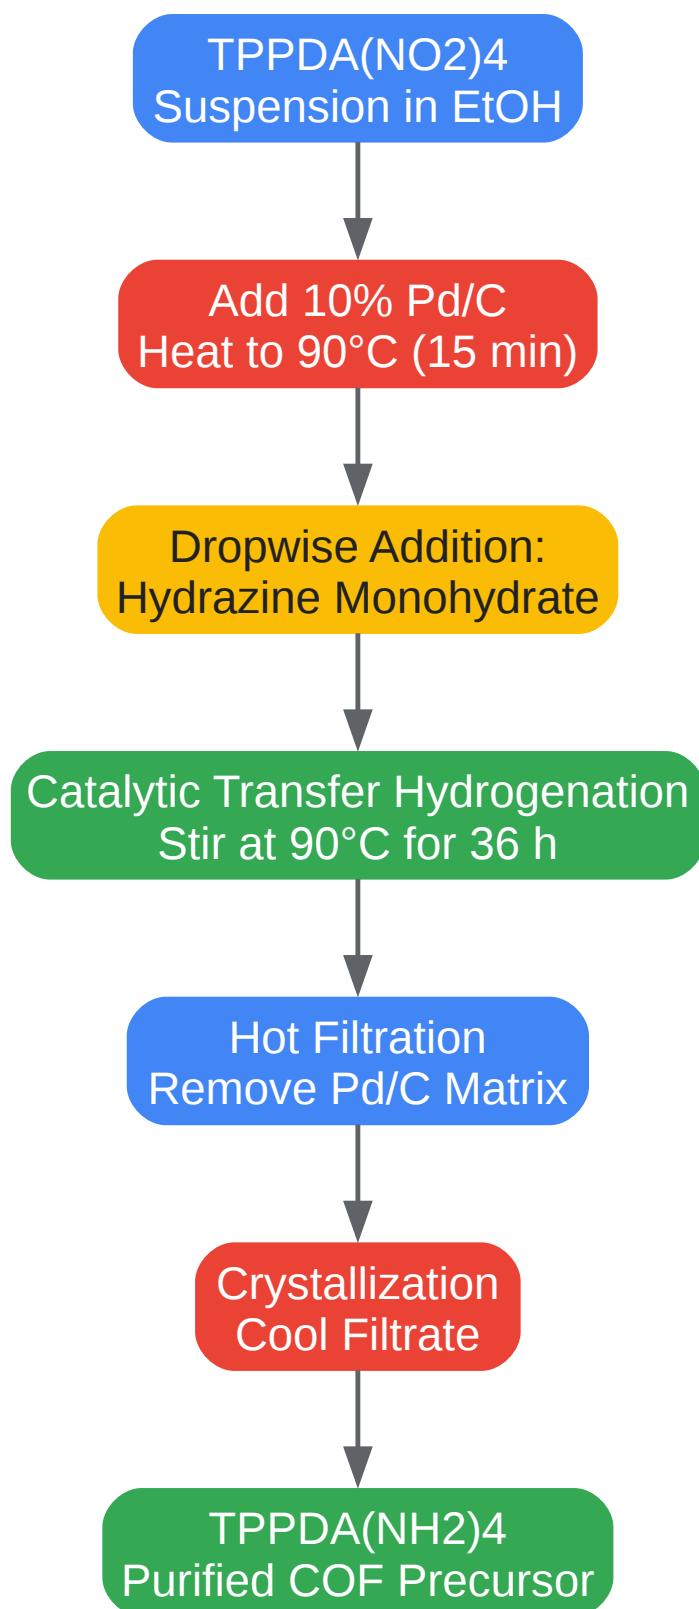 TPPDA(NO2)4
Suspension in EtOH
Add 10% Pd/C
Heat to 90°C (15 min)
Dropwise Addition:
Hydrazine Monohydrate
Catalytic Transfer Hydrogenation
Stir at 90°C for 36 h
Hot Filtration
Remove Pd/C Matrix
Crystallization
Cool Filtrate
TPPDA(NH2)4
Purified COF Precursor